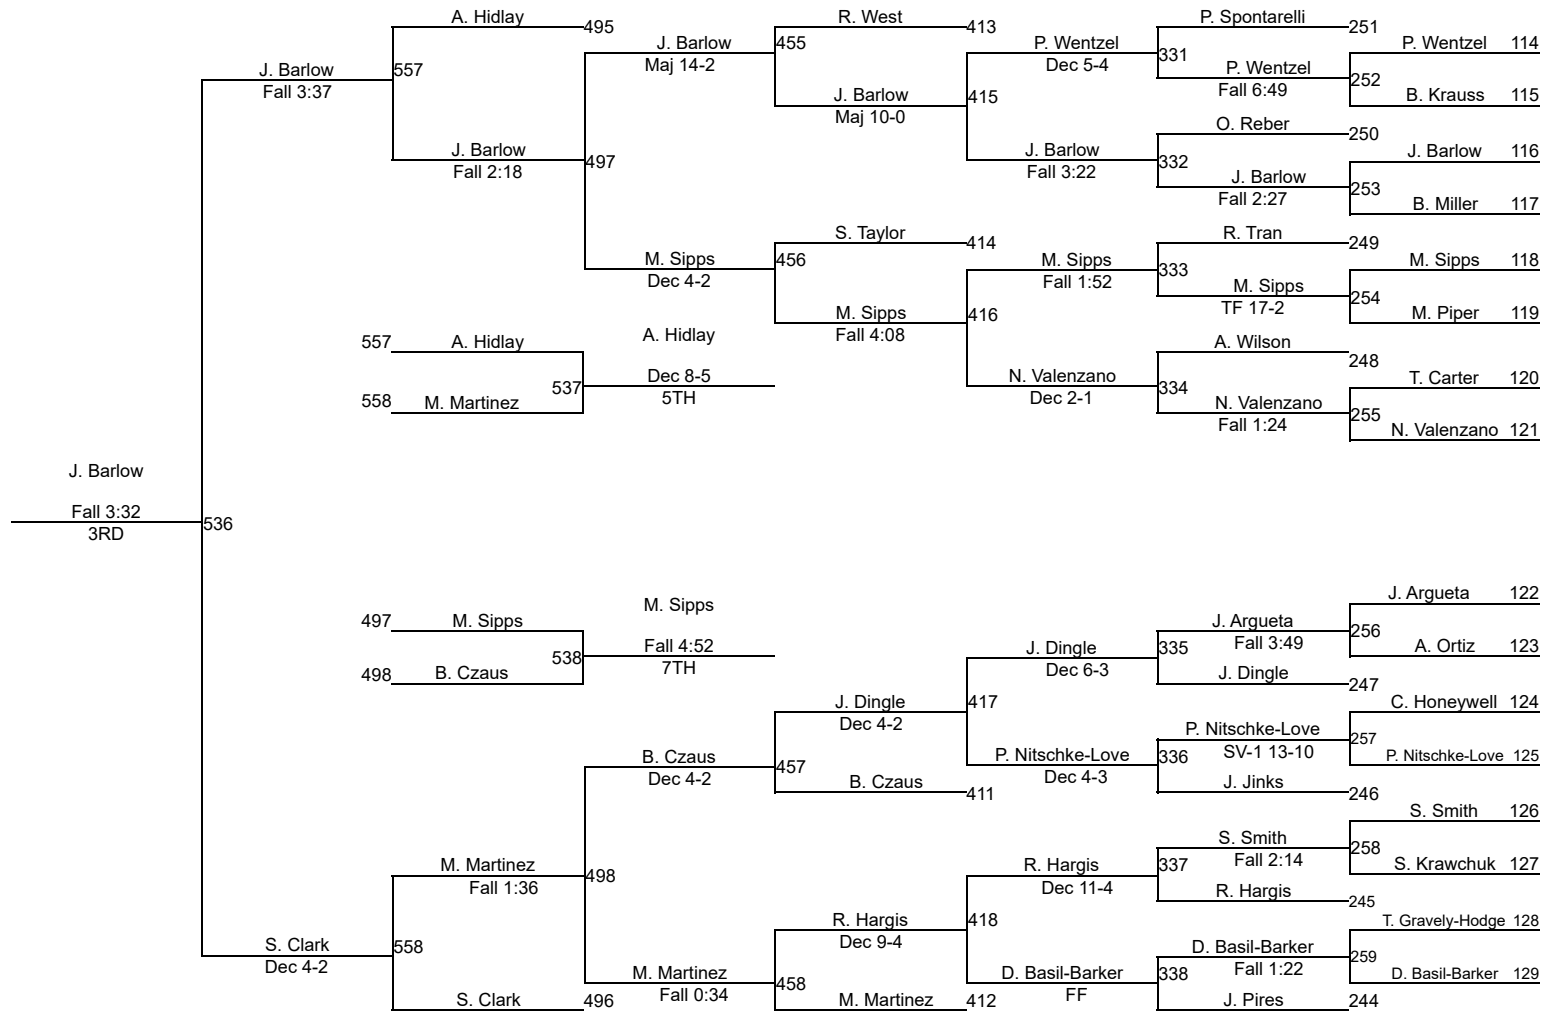 A. Hidlay
495
R. West
413
P. Spontarelli
251
J. Barlow
455
Maj 14-2
P. Wentzel
331
Dec 5-4
P. Wentzel 114
J. Barlow
557
Fall 3:37
P. Wentzel
252
Fall 6:49
J. Barlow
415
Maj 10-0
B. Krauss 115
O. Reber
250
J. Barlow
497
Fall 2:18
J. Barlow
332
Fall 3:22
J. Barlow 116
J. Barlow
253
Fall 2:27
B. Miller 117
S. Taylor
414
R. Tran
249
M. Sipps
456
Dec 4-2
M. Sipps
333
Fall 1:52
M. Sipps 118
M. Sipps
254
TF 17-2
M. Sipps
416
Fall 4:08
M. Piper 119
557
A. Hidlay
A. Hidlay
A. Wilson
248
537
Dec 8-5
5TH
N. Valenzano
334
Dec 2-1
T. Carter 120
558
M. Martinez
N. Valenzano
255
Fall 1:24
N. Valenzano 121
J. Barlow
Fall 3:32
536
3RD
J. Argueta 122
497
M. Sipps
M. Sipps
J. Argueta
256
Fall 3:49
538
Fall 4:52
7TH
J. Dingle
335
Dec 6-3
A. Ortiz 123
498
B. Czaus
J. Dingle
247
J. Dingle
417
Dec 4-2
C. Honeywell 124
P. Nitschke-Love
257
SV-1 13-10
B. Czaus
457
Dec 4-2
P. Nitschke-Love
336
Dec 4-3
P. Nitschke-Love 125
B. Czaus
411
J. Jinks
246
S. Smith 126
S. Smith
258
Fall 2:14
M. Martinez
498
Fall 1:36
R. Hargis
337
Dec 11-4
S. Krawchuk 127
R. Hargis
245
R. Hargis
418
Dec 9-4
T. Gravely-Hodge 128
S. Clark
558
Dec 4-2
D. Basil-Barker
259
Fall 1:22
M. Martinez
458
Fall 0:34
D. Basil-Barker
338
FF
D. Basil-Barker 129
S. Clark
496
M. Martinez
412
J. Pires
244